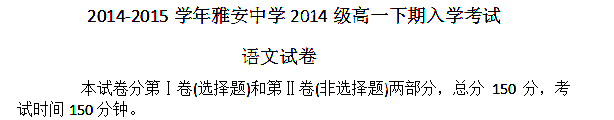 2014-2015 学年雅安中学 2014 级高一下期入学考试
语文试卷
本试卷分第Ⅰ卷(选择题)和第Ⅱ卷(非选择题)两部分，总分 150 分，考
试时间 150 分钟。